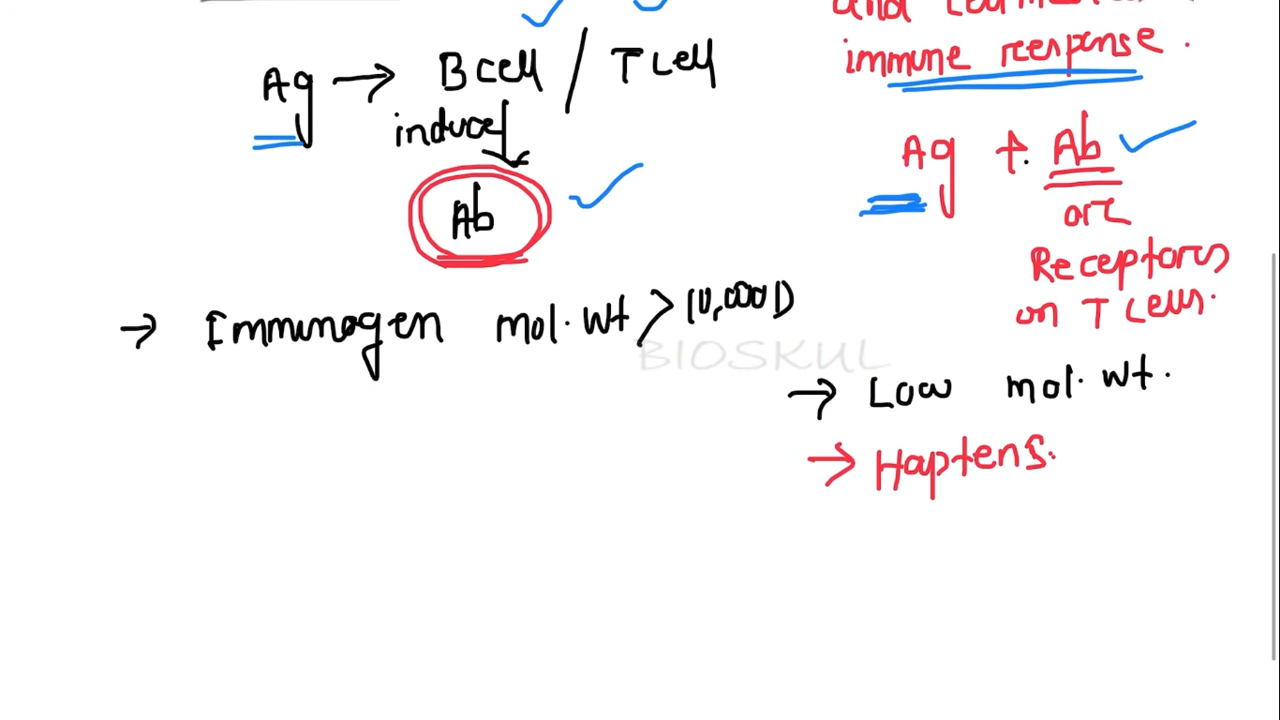 immune reesponse.
Ag → B cell / T cell
induce
Ab
Ag + Ab
or
Receptors
on T Cells.
→ Immunogen mol. wt > 10,000 D
BIOSKUL
→ Low mol. wt.
→ Haptens.